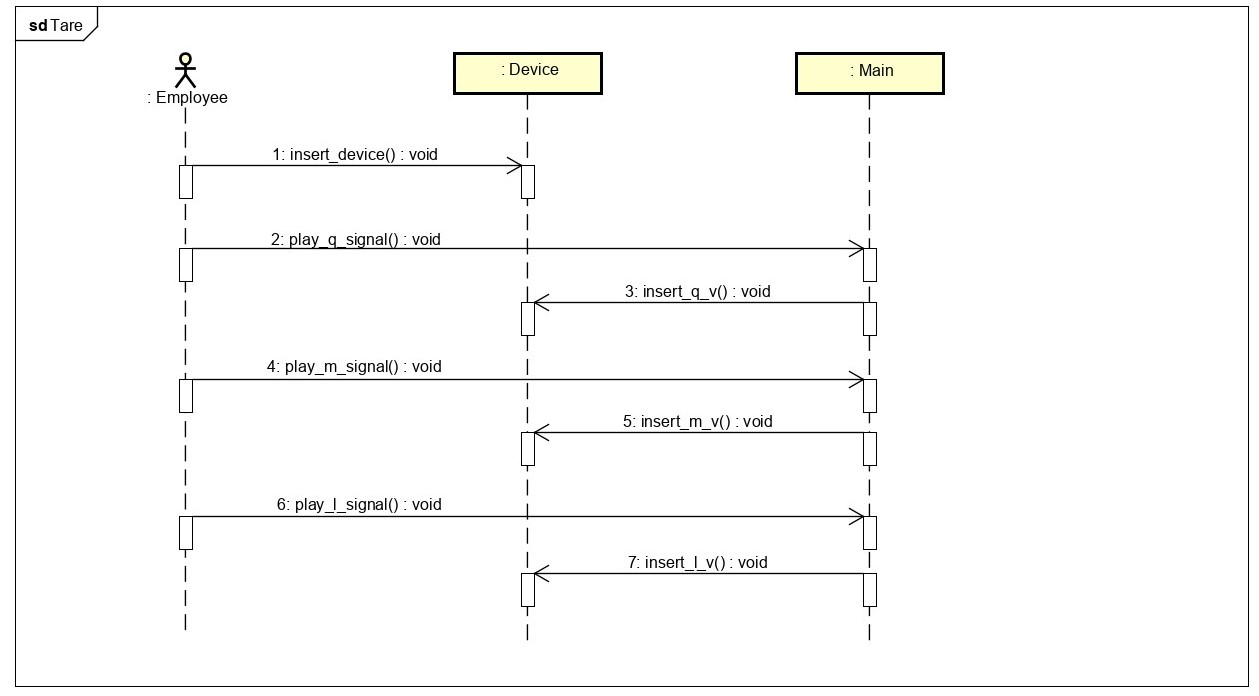 sd Tare
: Employee
: Device
: Main
1: insert_device() : void
2: play_q_signal() : void
3: insert_q_v() : void
4: play_m_signal() : void
5: insert_m_v() : void
6: play_l_signal() : void
7: insert_l_v() : void